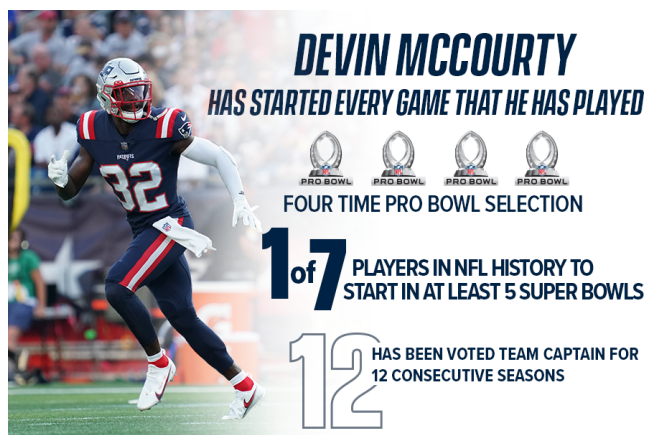 DEVIN MCCOURTY
HAS STARTED EVERY GAME THAT HE HAS PLAYED
PRO BOWL PRO BOWL PRO BOWL PRO BOWL
FOUR TIME PRO BOWL SELECTION
1 of 7 PLAYERS IN NFL HISTORY TO
START IN AT LEAST 5 SUPER BOWLS
12 HAS BEEN VOTED TEAM CAPTAIN FOR
12 CONSECUTIVE SEASONS
PATRIOTS
32